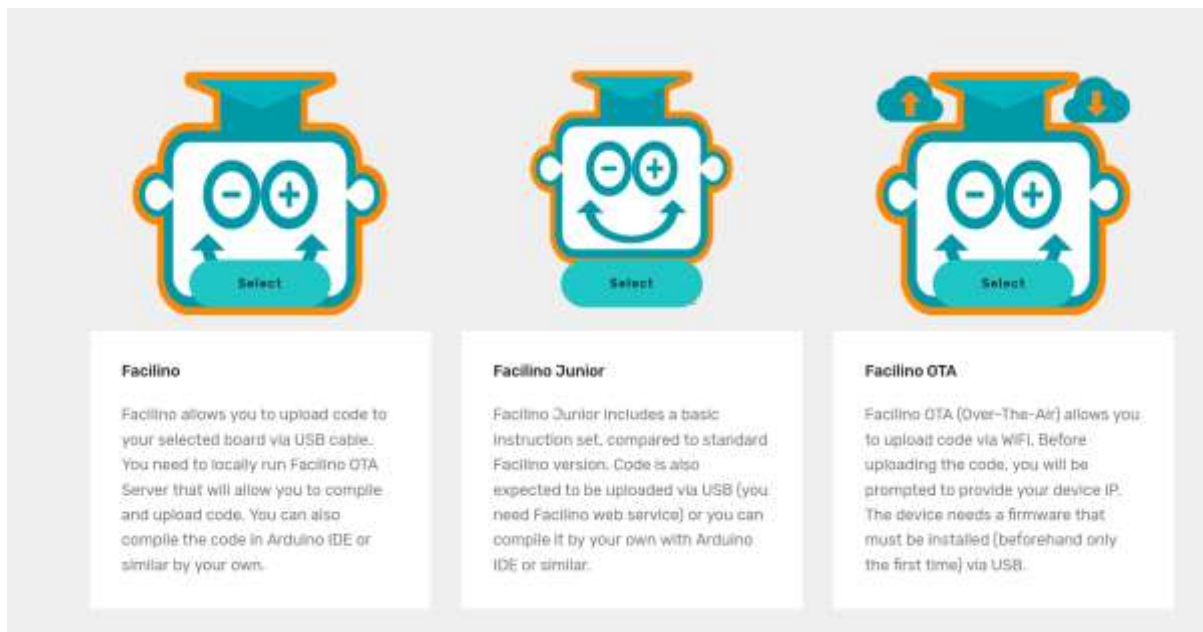 Select
Select
Select
Facilino
Facilino allows you to upload code to
your selected board via USB cable.
You need to locally run Facilino OTA
Server that will allow you to compile
and upload code. You can also
compile the code in Arduino IDE or
similar by your own.
Facilino Junior
Facilino Junior includes a basic
instruction set, compared to standard
Facilino version. Code is also
expected to be uploaded via USB (you
need Facilino web service) or you can
compile it by your own with Arduino
IDE or similar.
Facilino OTA
Facilino OTA (Over-The-Air) allows you
to upload code via WiFi. Before
uploading the code, you will be
prompted to provide your device IP.
The device needs a firmware that
must be installed (beforehand only
the first time) via USB.